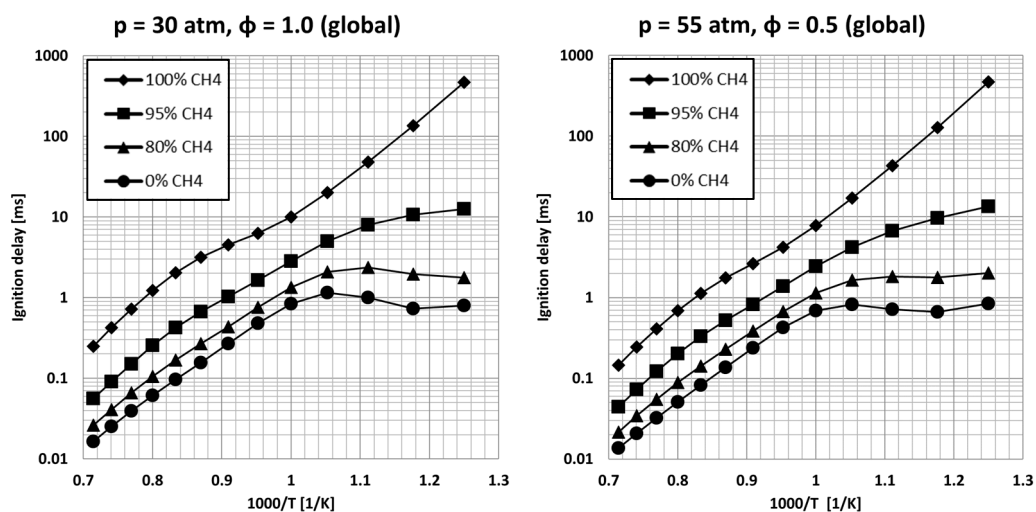 p = 30 atm, ϕ = 1.0 (global)
1000
100
10
1
0.1
0.01
Ignition delay [ms]
100% CH4
95% CH4
80% CH4
0% CH4
0.7 0.8 0.9 1 1.1 1.2 1.3
1000/T [1/K]
p = 55 atm, ϕ = 0.5 (global)
1000
100
10
1
0.1
0.01
Ignition delay [ms]
100% CH4
95% CH4
80% CH4
0% CH4
0.7 0.8 0.9 1 1.1 1.2 1.3
1000/T [1/K]